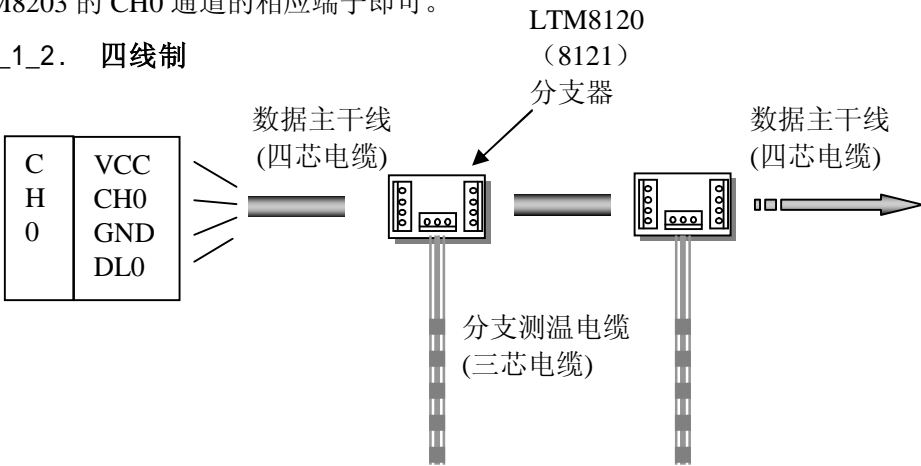 M8203 的 CH0 通道的相应端子即可。
_1_2. 四线制
LTM8120
（8121）
分支器
数据主干线
(四芯电缆)
数据主干线
(四芯电缆)
C
H
0
VCC
CH0
GND
DL0
分支测温电缆
(三芯电缆)